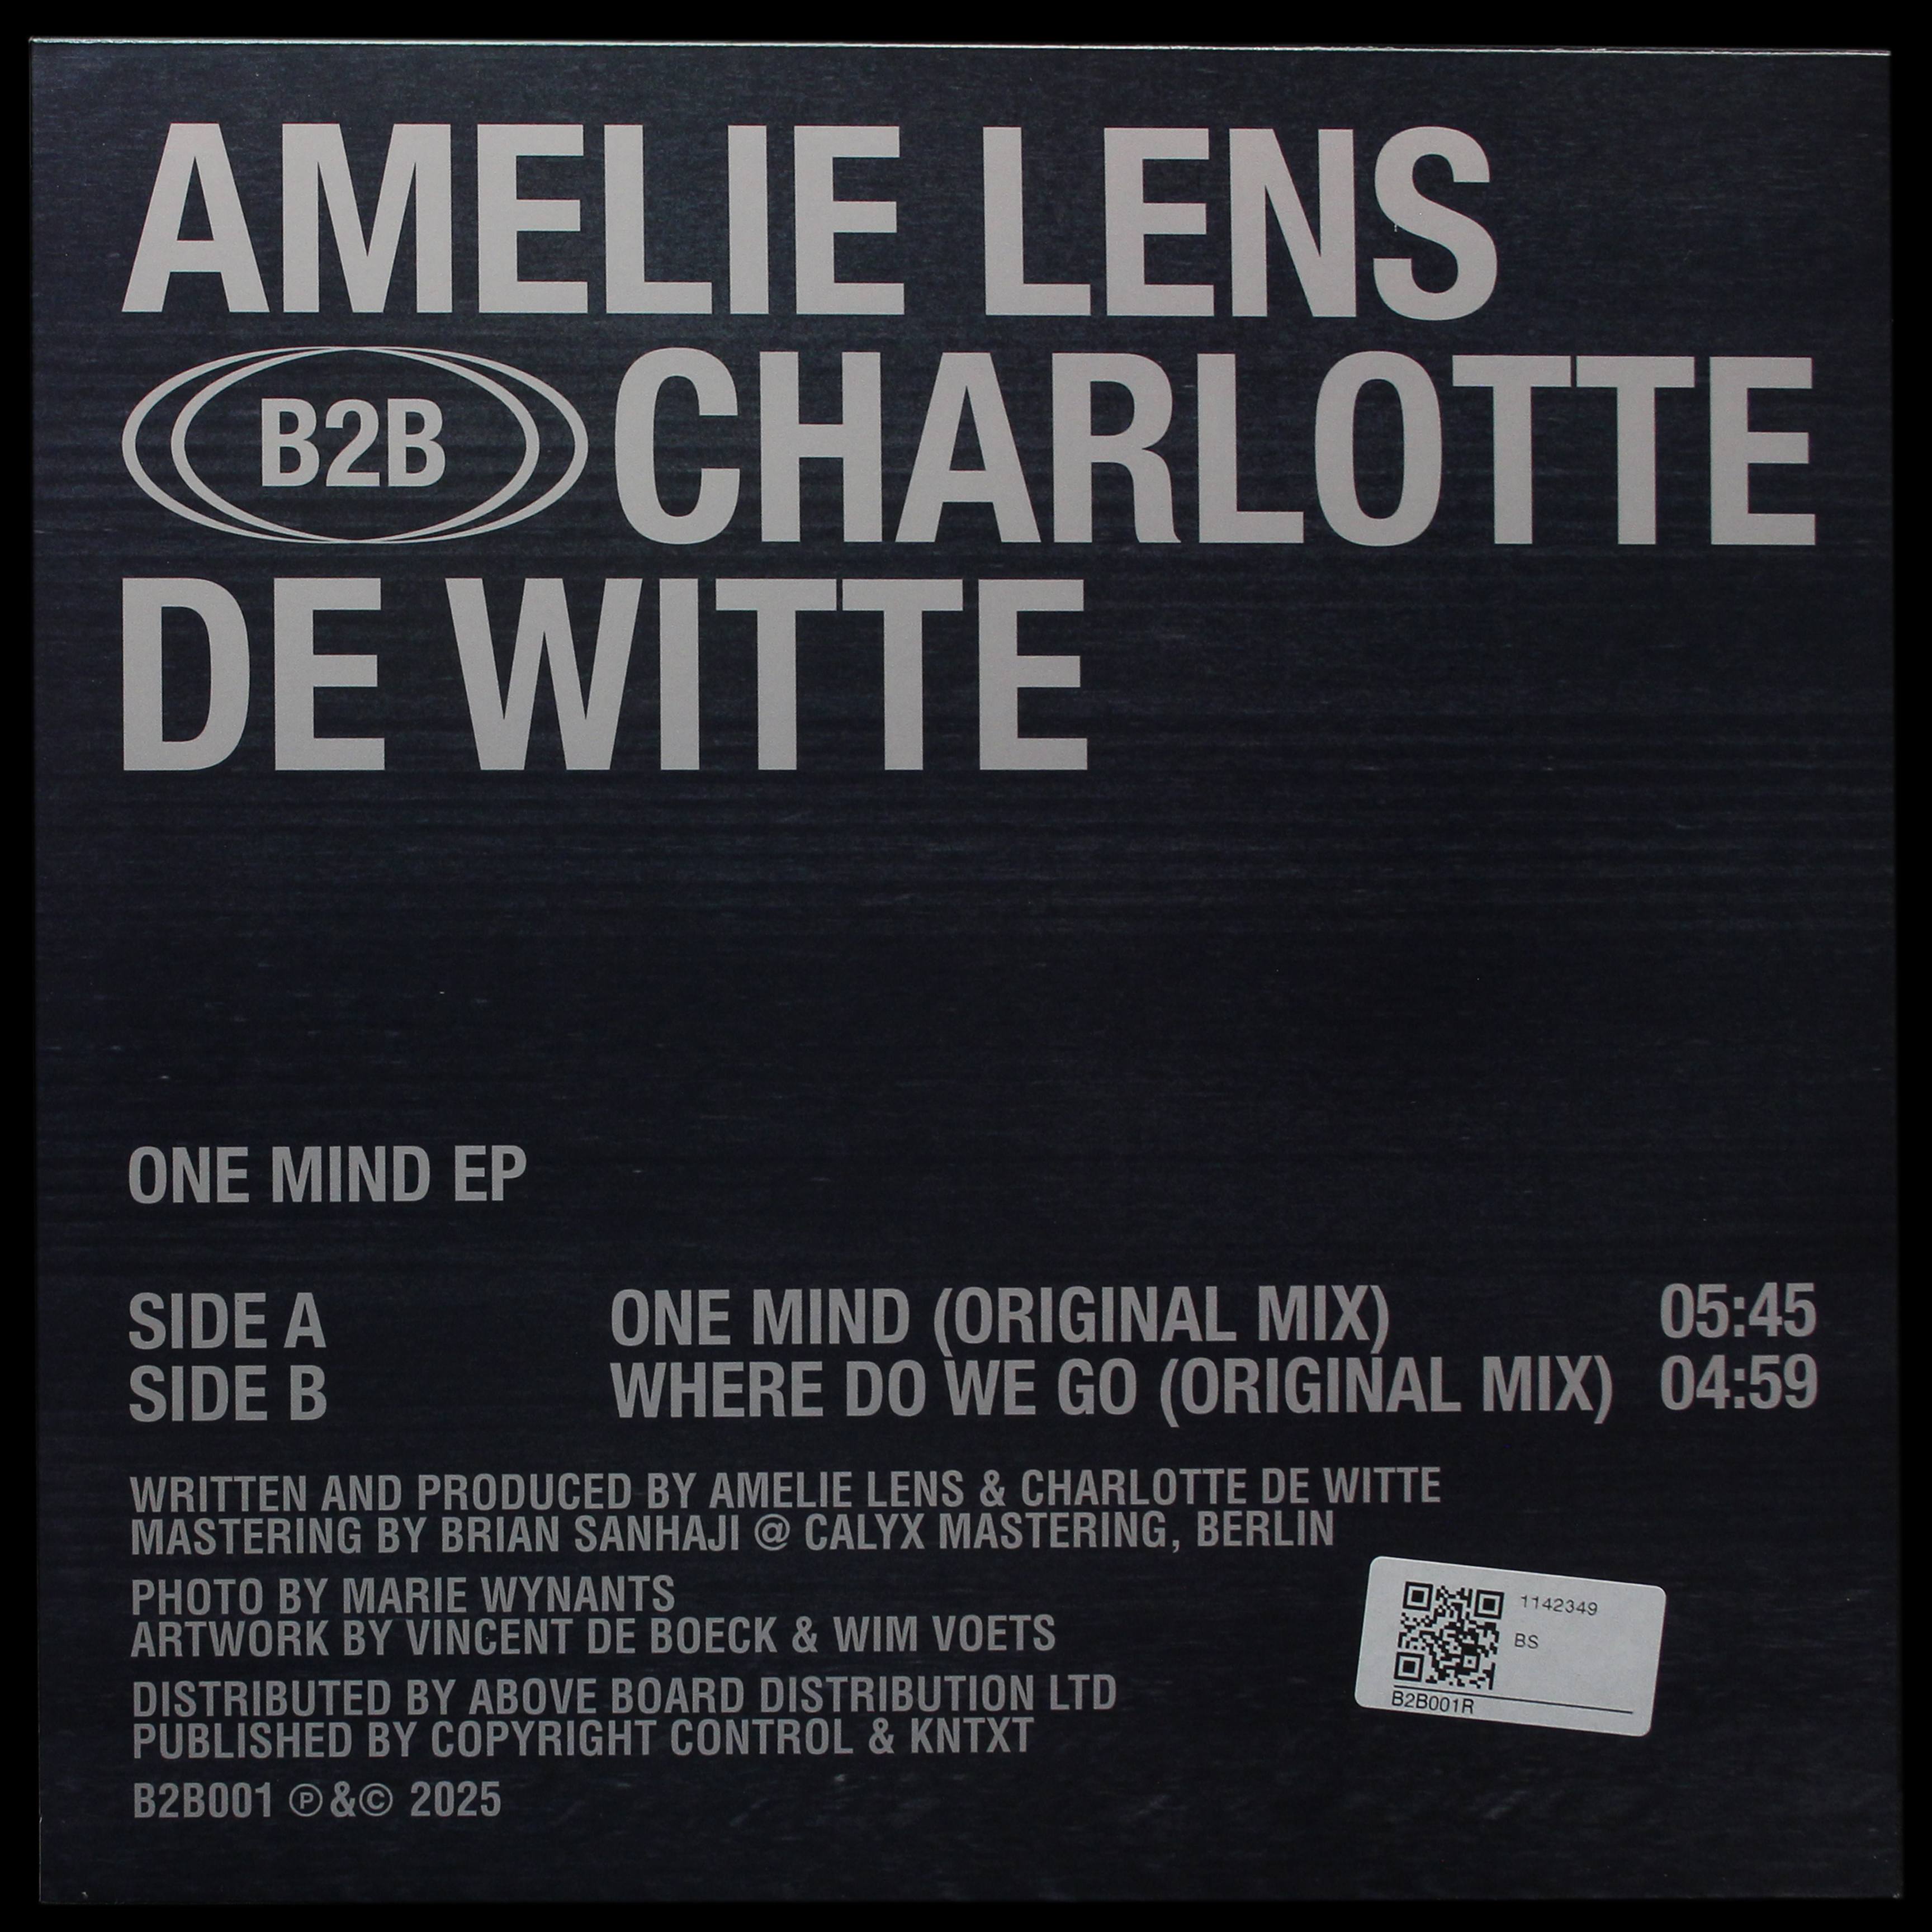 AMELIE LENS
B2B CHARLOTTE
DE WITTE
ONE MIND EP
SIDE A ONE MIND (ORIGINAL MIX) 05:45
SIDE B WHERE DO WE GO (ORIGINAL MIX) 04:59
WRITTEN AND PRODUCED BY AMELIE LENS & CHARLOTTE DE WITTE
MASTERING BY BRIAN SANHAJI @ CALYX MASTERING, BERLIN
PHOTO BY MARIE WYNANTS
ARTWORK BY VINCENT DE BOECK & WIM VOETS
DISTRIBUTED BY ABOVE BOARD DISTRIBUTION LTD
PUBLISHED BY COPYRIGHT CONTROL & KNTXT
B2B001 ℗&© 2025
1142349
BS
B2B001R